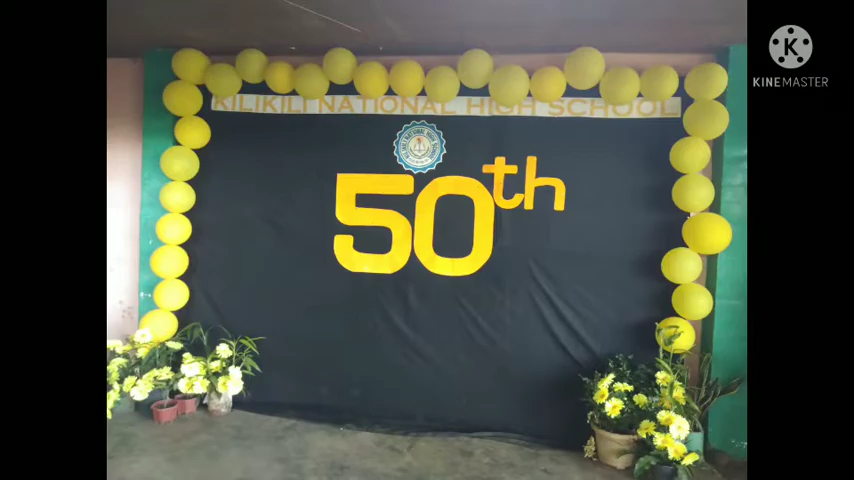 KILIKILI NATIONAL HIGH SCHOOL
50th
K
KINEMASTER